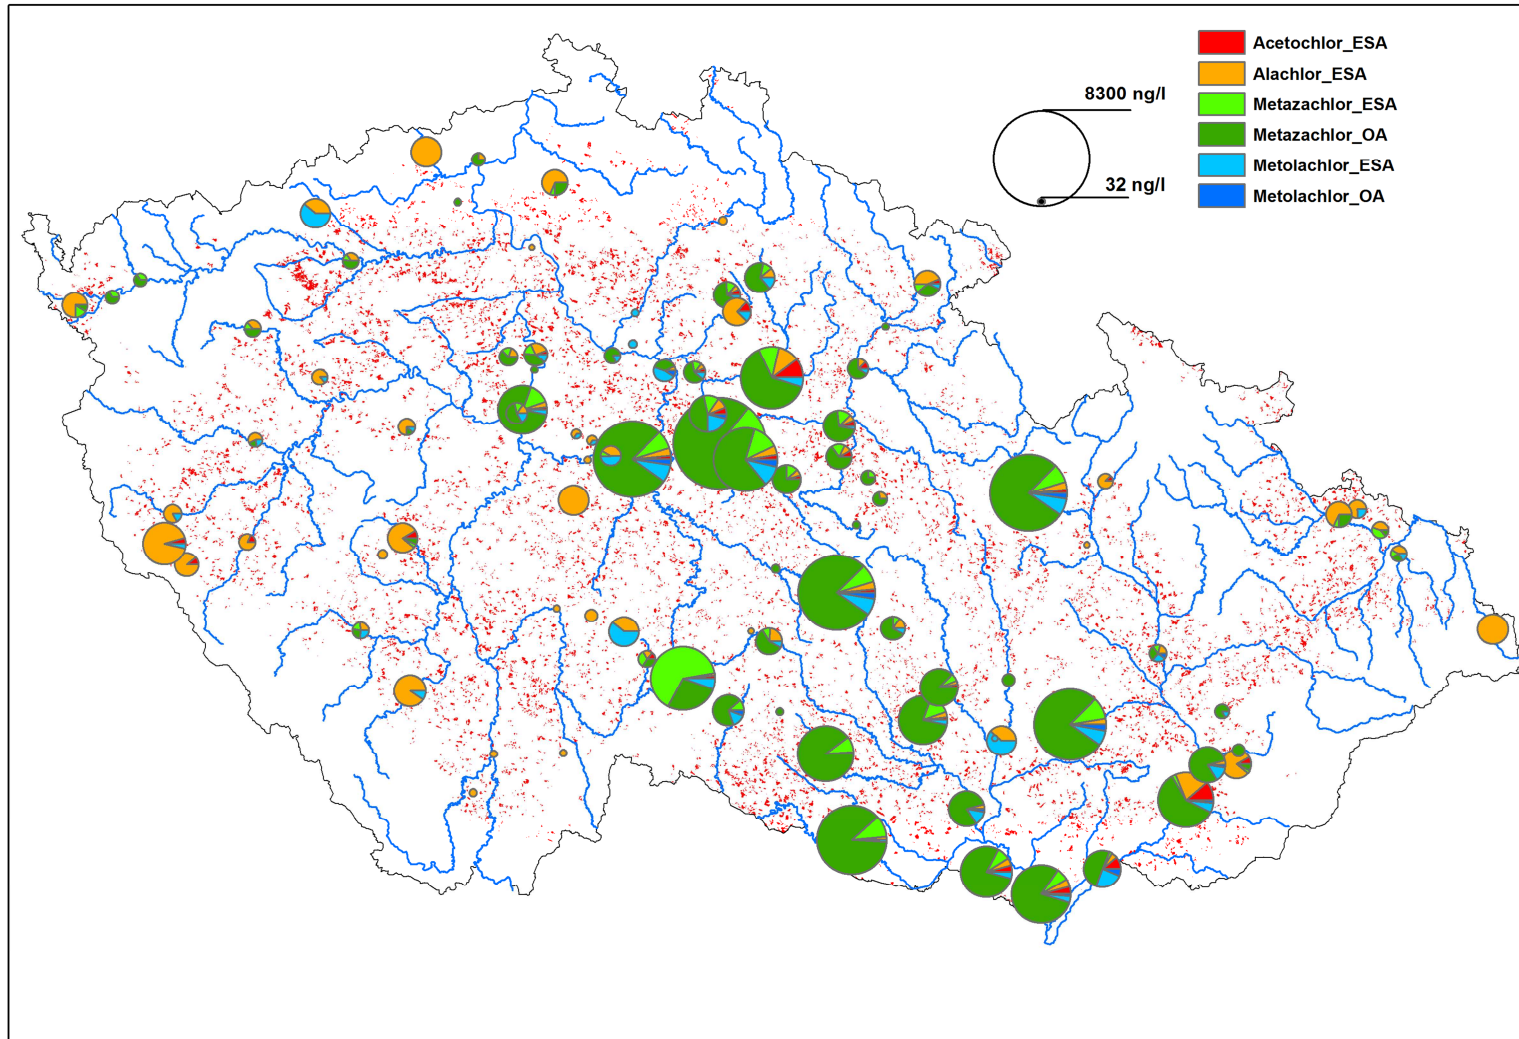 Acetochlor_ESA
Alachlor_ESA
8300 ng/l
Metazachlor_ESA
Metazachlor_OA
Metolachlor_ESA
32 ng/l
Metolachlor_OA